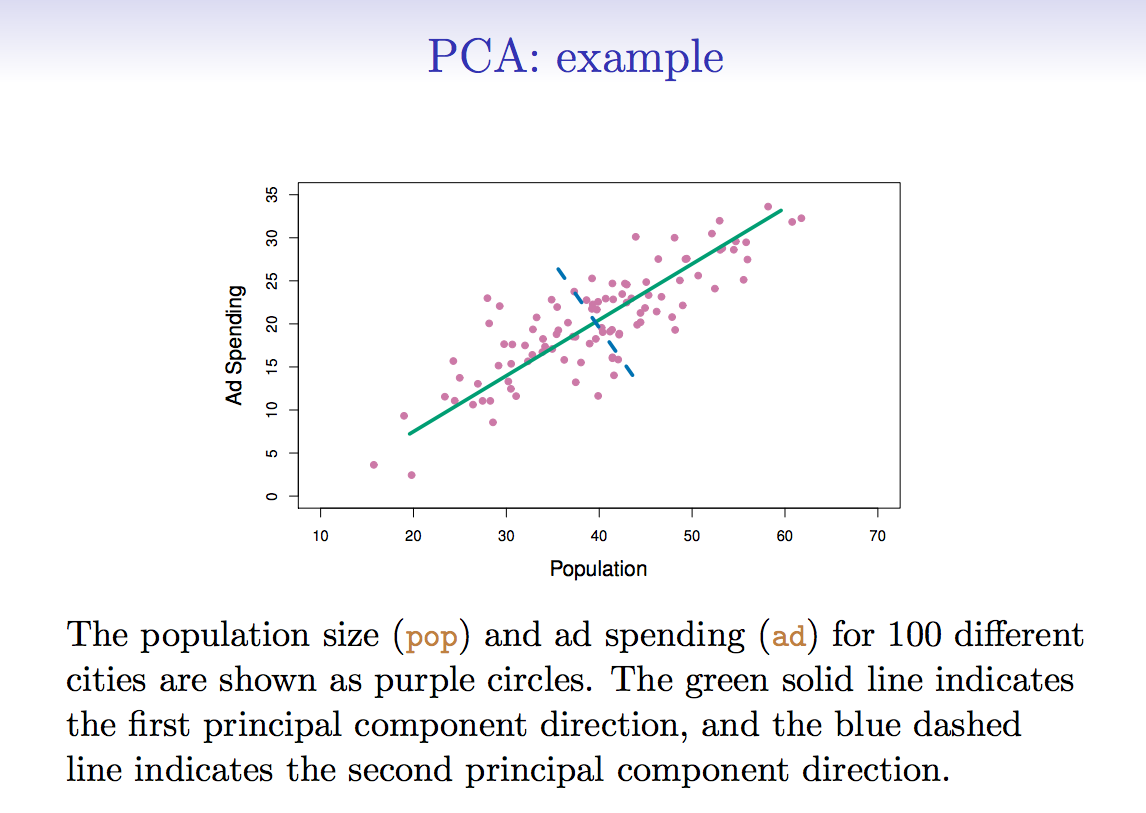 PCA: example
35
30
25
20
15
10
5
0
Ad Spending
10 20 30 40 50 60 70
Population
The population size (pop) and ad spending (ad) for 100 different
cities are shown as purple circles. The green solid line indicates
the first principal component direction, and the blue dashed
line indicates the second principal component direction.